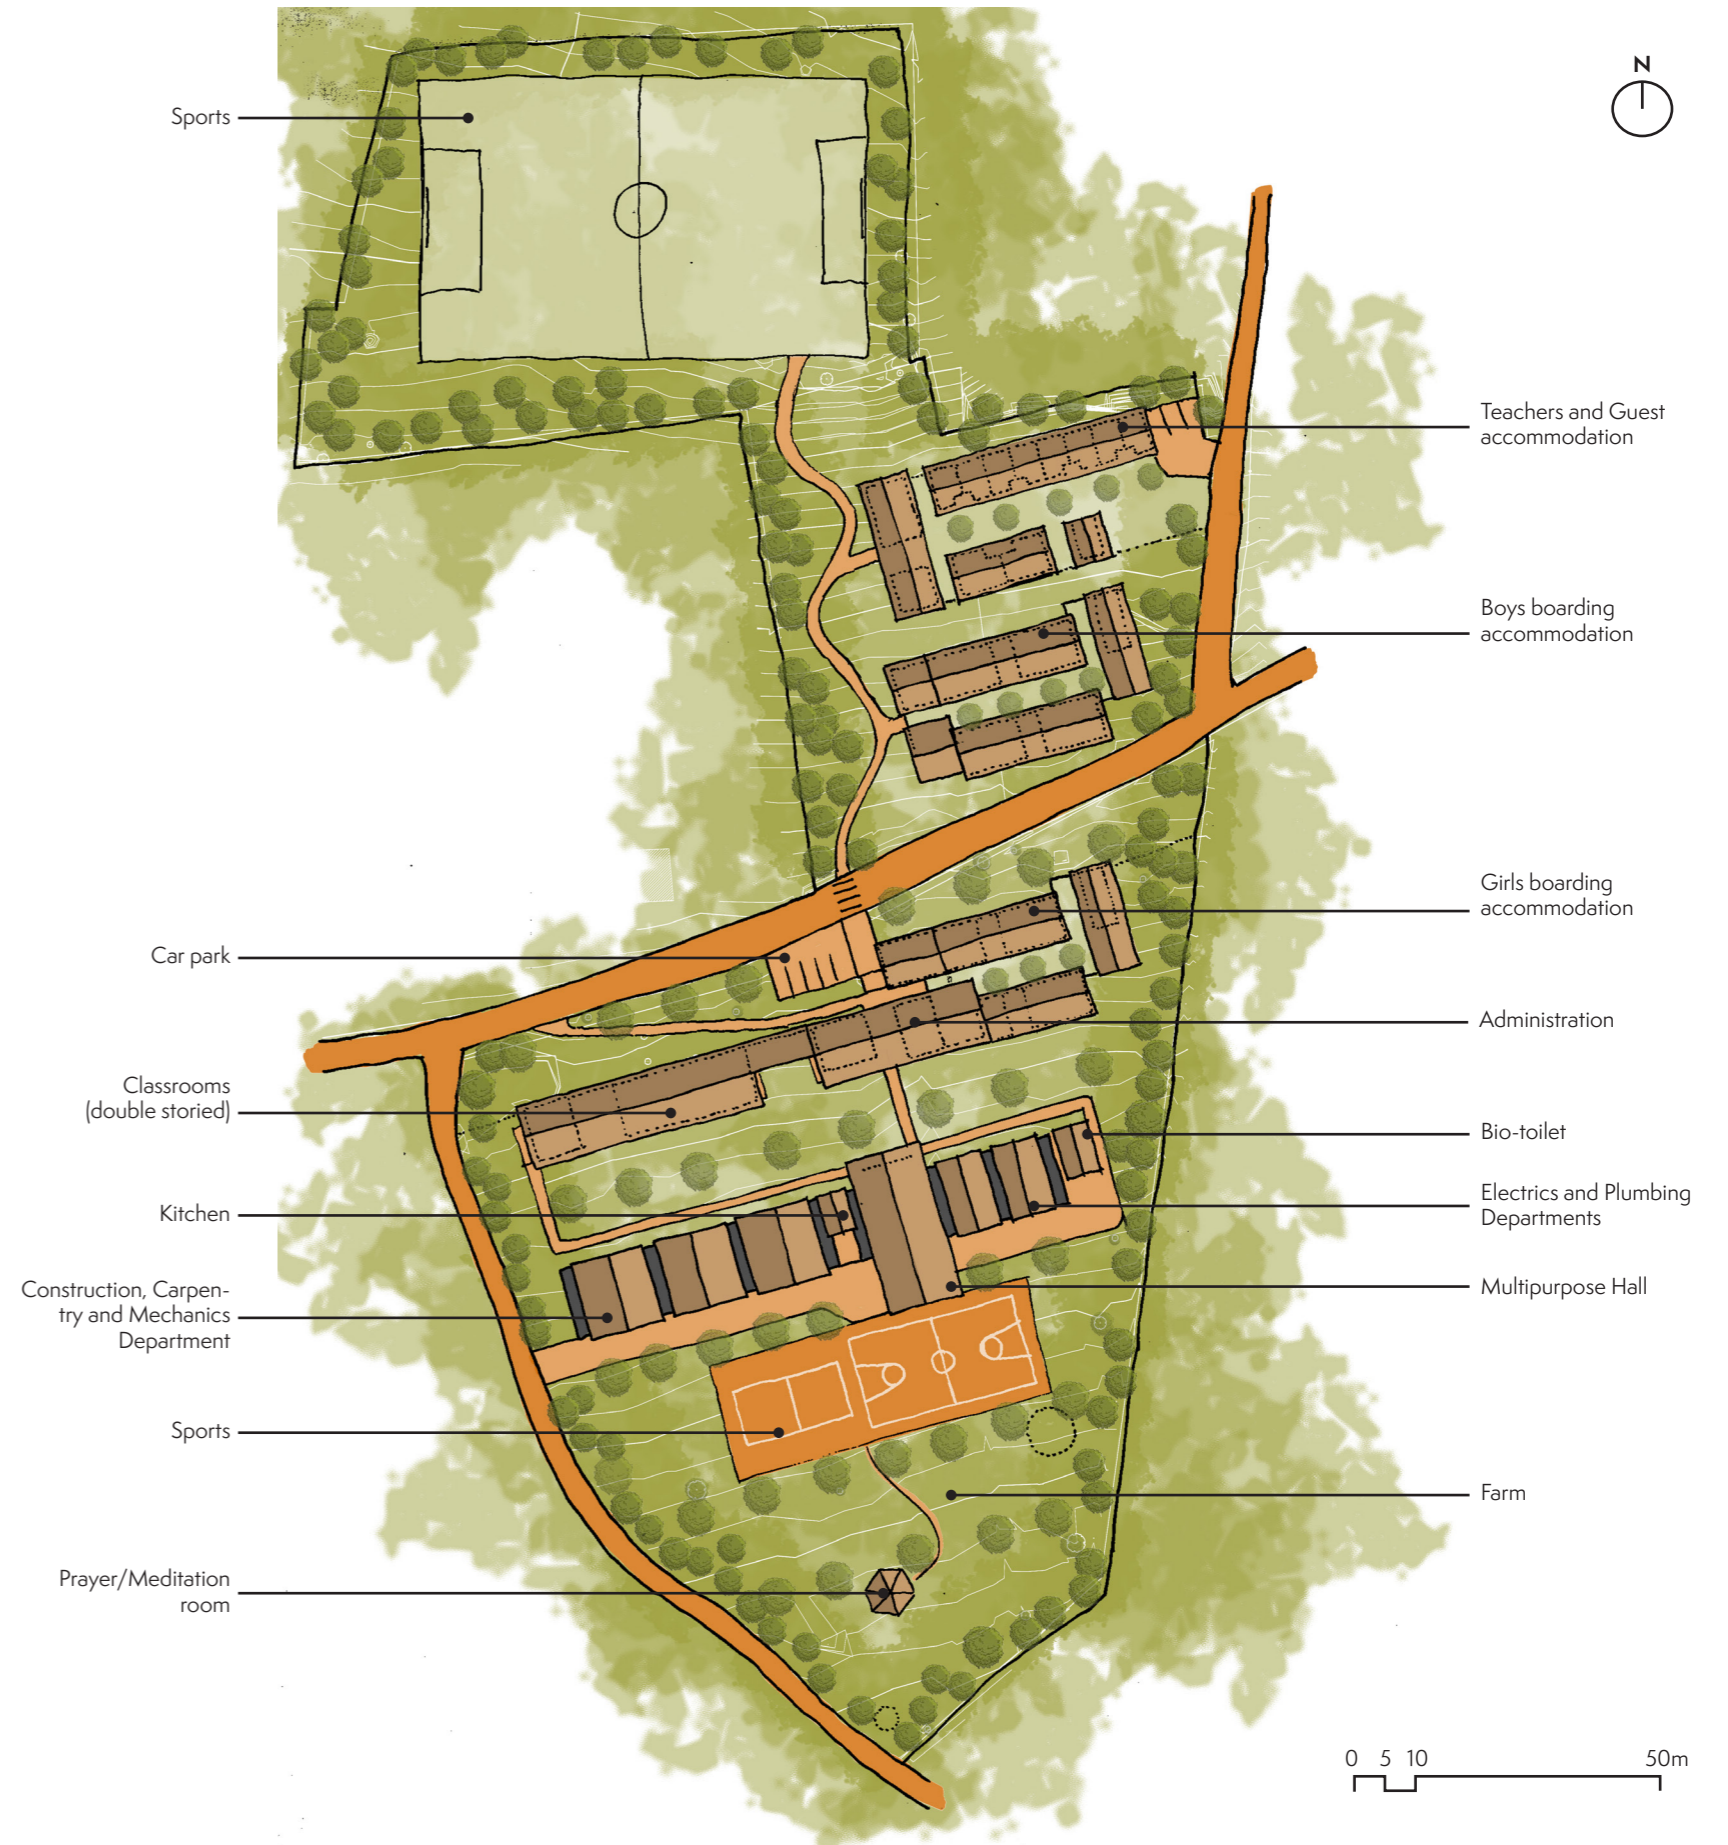 N
Sports
Teachers and Guest
accommodation
Boys boarding
accommodation
Girls boarding
accommodation
Car park
Administration
Classrooms
(double storied)
Bio-toilet
Kitchen
Electrics and Plumbing
Departments
Construction, Carpen-
try and Mechanics
Department
Multipurpose Hall
Sports
Farm
Prayer/Meditation
room
0 5 10 50m